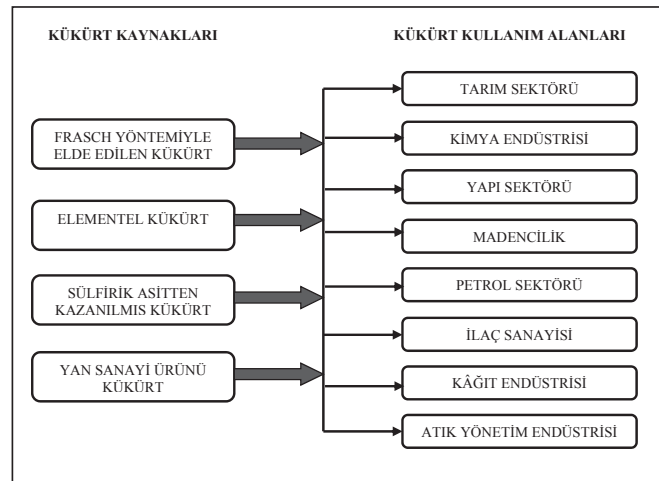 KÜKÜRT KAYNAKLARI
FRASCH YÖNTEMİYLE
ELDE EDİLEN KÜKÜRT
ELEMENTEL KÜKÜRT
SÜLFİRİK ASİTTEN
KAZANILMIS KÜKÜRT
YAN SANAYİ ÜRÜNÜ
KÜKÜRT
KÜKÜRT KULLANIM ALANLARI
TARIM SEKTÖRÜ
KİMYA ENDÜSTRİSİ
YAPI SEKTÖRÜ
MADENCİLİK
PETROL SEKTÖRÜ
İLAÇ SANAYİSİ
KÂĞIT ENDÜSTRİSİ
ATIK YÖNETİM ENDÜSTRİSİ